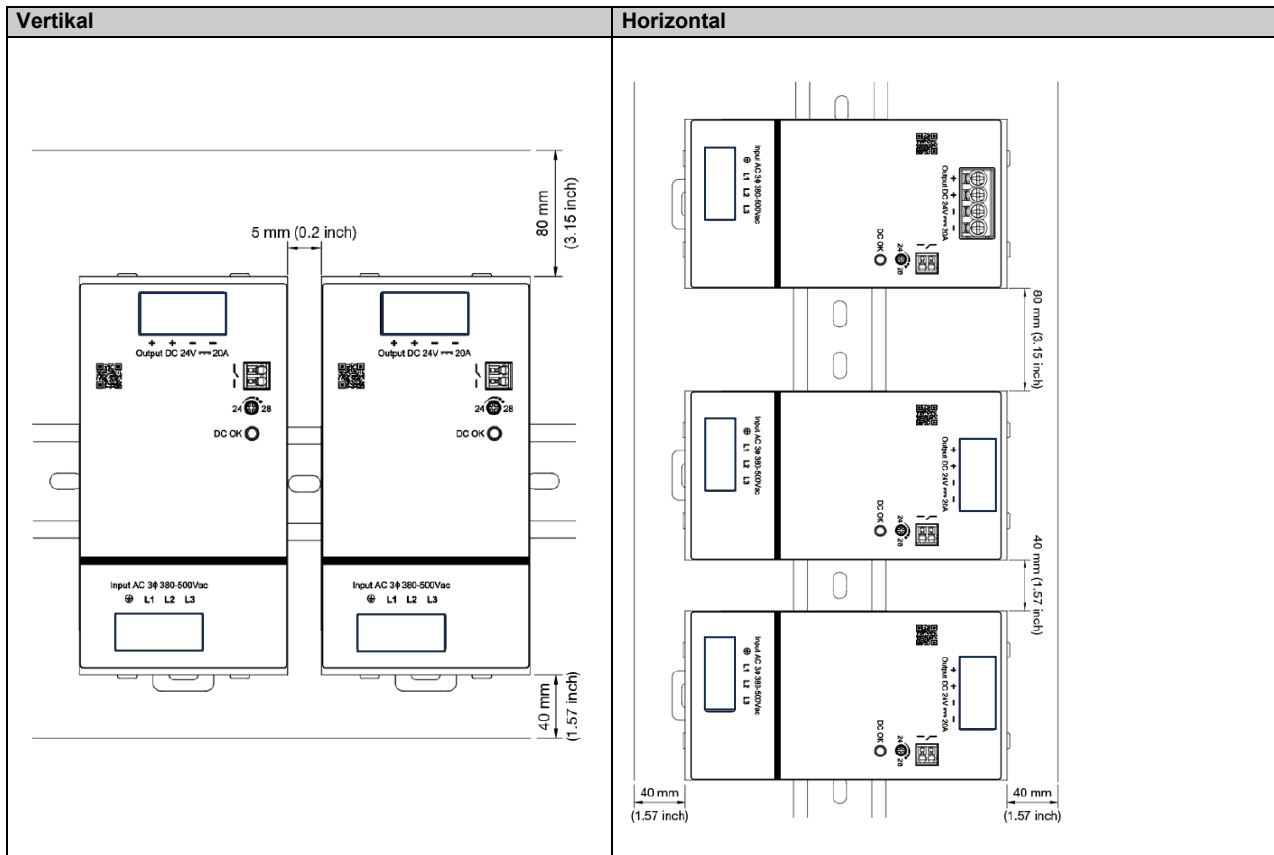 Vertikal
Horizontal
80 mm
(3.15 inch)
5 mm (0.2 inch)
+ + − −
Output DC 24V ⎓ 20A
24 28
DC OK
Input AC 3ϕ 380-500Vac
⊕ L1 L2 L3
+ + − −
Output DC 24V ⎓ 20A
24 28
DC OK
Input AC 3ϕ 380-500Vac
⊕ L1 L2 L3
40 mm
(1.57 inch)
Input AC 3ϕ 380-500Vac
⊕ L1 L2 L3
DC OK
24 28
Output DC 24V ⎓ 20A
+ + − −
80 mm (3.15 inch)
Input AC 3ϕ 380-500Vac
⊕ L1 L2 L3
DC OK
24 28
Output DC 24V ⎓ 20A
+ + − −
40 mm (1.57 inch)
Input AC 3ϕ 380-500Vac
⊕ L1 L2 L3
DC OK
24 28
Output DC 24V ⎓ 20A
+ + − −
40 mm
(1.57 inch)
40 mm
(1.57 inch)